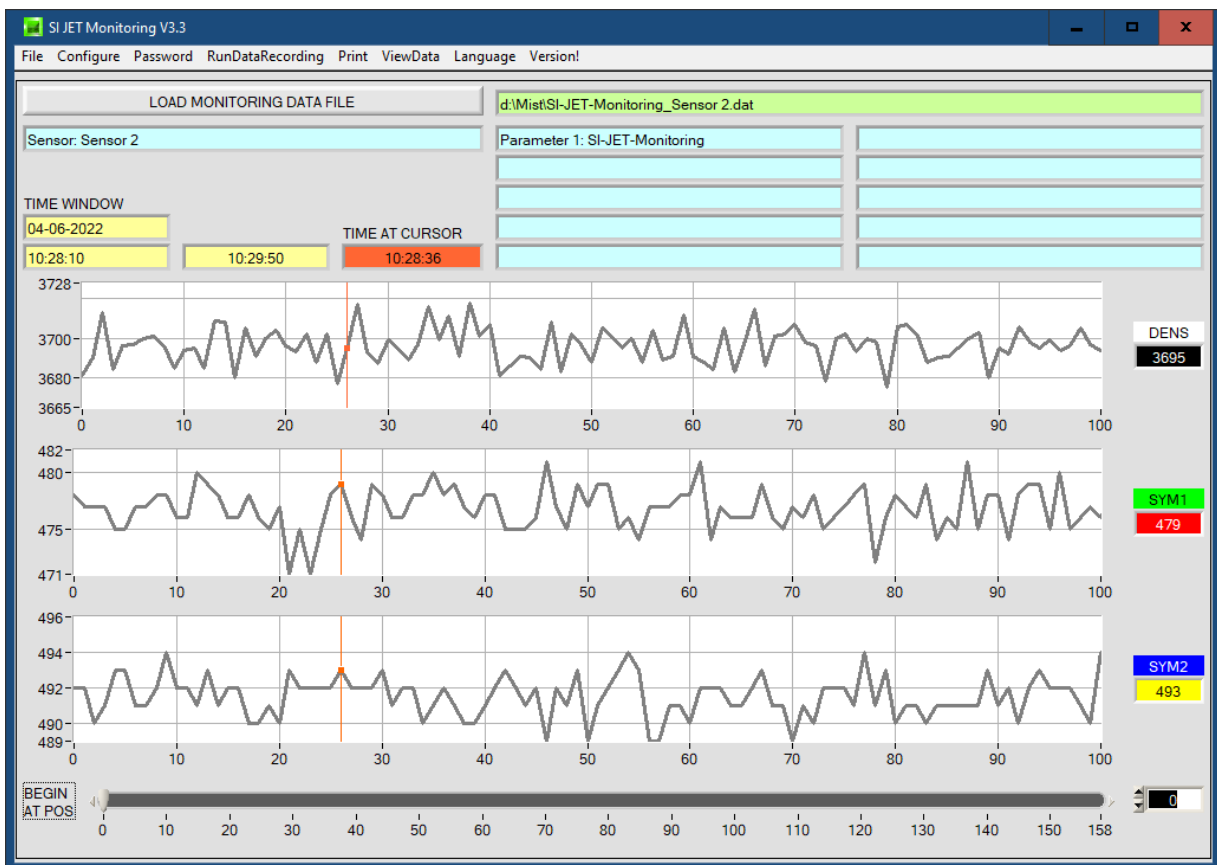 SI JET Monitoring V3.3
File Configure Password RunDataRecording Print ViewData Language Version!
LOAD MONITORING DATA FILE
d:\Mist\SI-JET-Monitoring_Sensor 2.dat
Sensor: Sensor 2
Parameter 1: SI-JET-Monitoring
TIME WINDOW
04-06-2022
TIME AT CURSOR
10:28:10 10:29:50 10:28:36
3728
3700
3680
3665
0 10 20 30 40 50 60 70 80 90 100
DENS
3695
482
480
475
471
0 10 20 30 40 50 60 70 80 90 100
SYM1
479
496
494
492
490
489
0 10 20 30 40 50 60 70 80 90 100
SYM2
493
BEGIN
AT POS
0 10 20 30 40 50 60 70 80 90 100 110 120 130 140 150 158
0